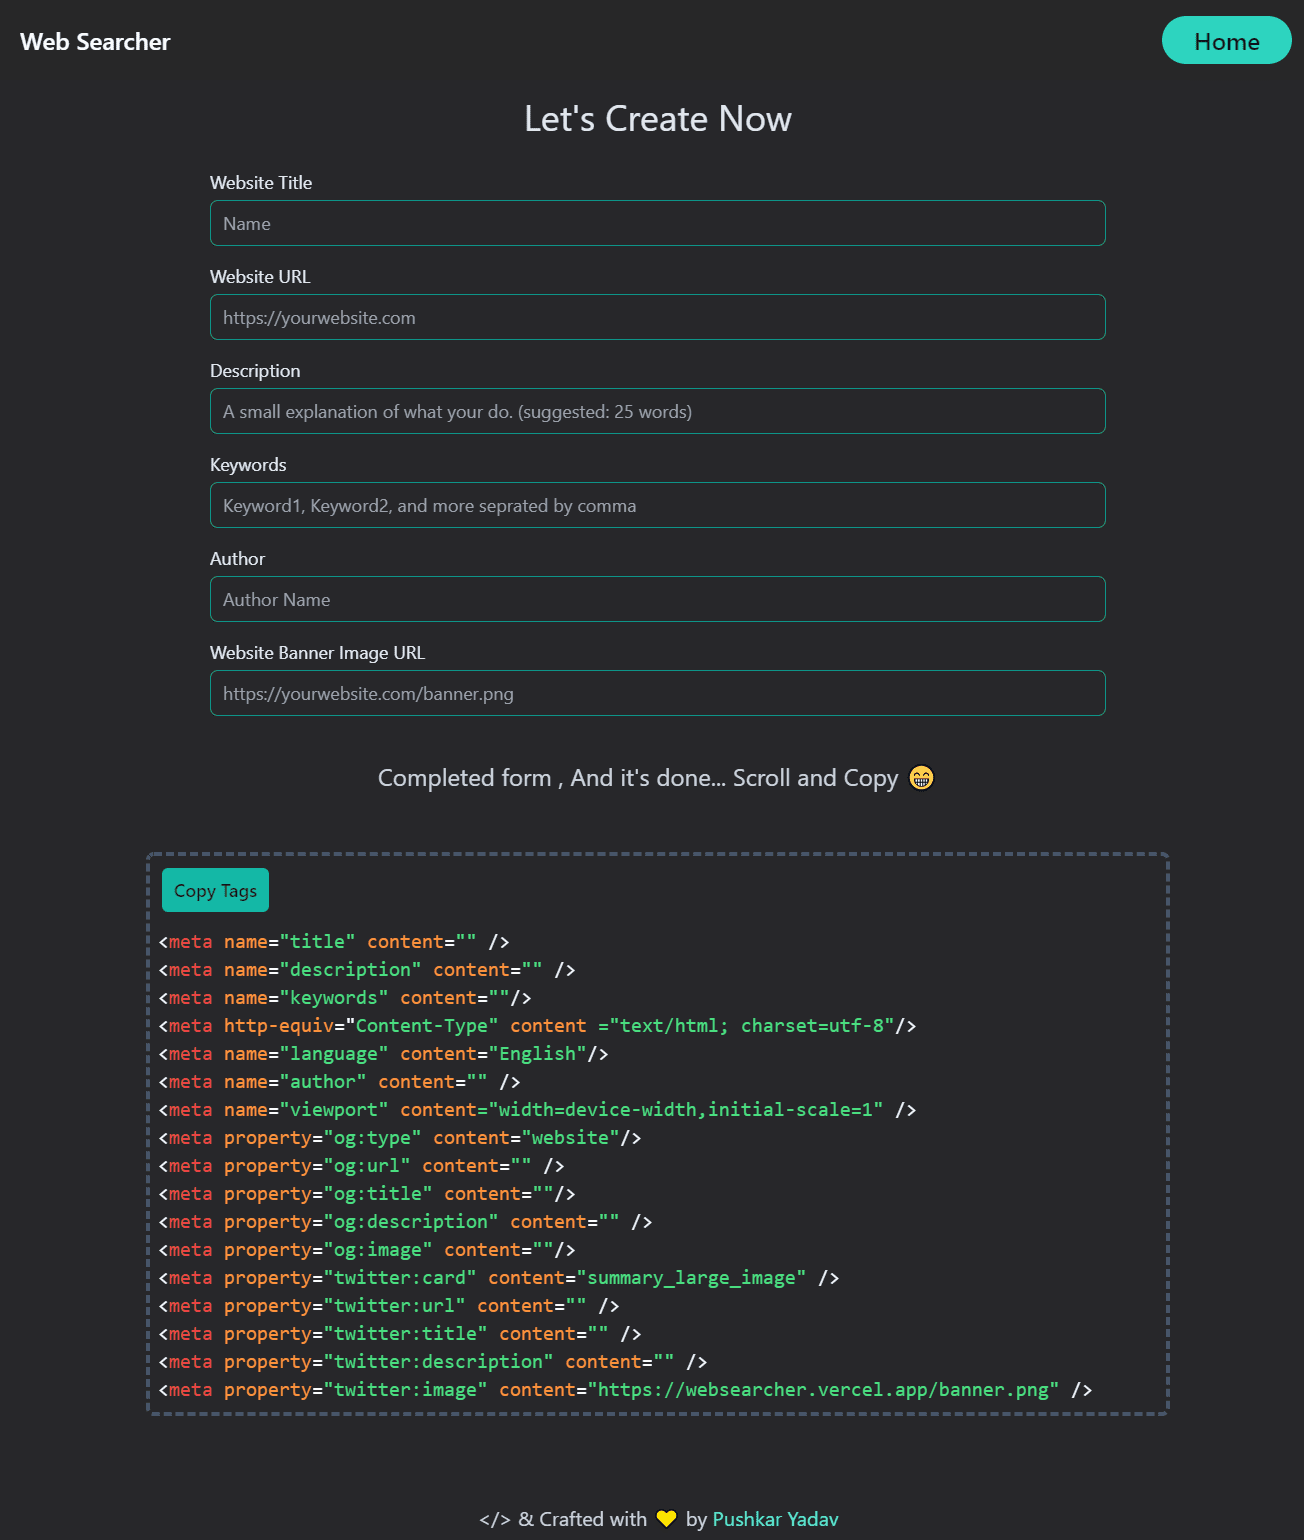 Web Searcher
Home
Let's Create Now
Website Title
Name
Website URL
https://yourwebsite.com
Description
A small explanation of what your do. (suggested: 25 words)
Keywords
Keyword1, Keyword2, and more seprated by comma
Author
Author Name
Website Banner Image URL
https://yourwebsite.com/banner.png
Completed form , And it's done... Scroll and Copy 😁
Copy Tags
<meta name="title" content="" />
<meta name="description" content="" />
<meta name="keywords" content=""/>
<meta http-equiv="Content-Type" content ="text/html; charset=utf-8"/>
<meta name="language" content="English"/>
<meta name="author" content="" />
<meta name="viewport" content="width=device-width,initial-scale=1" />
<meta property="og:type" content="website"/>
<meta property="og:url" content="" />
<meta property="og:title" content=""/>
<meta property="og:description" content="" />
<meta property="og:image" content=""/>
<meta property="twitter:card" content="summary_large_image" />
<meta property="twitter:url" content="" />
<meta property="twitter:title" content="" />
<meta property="twitter:description" content="" />
<meta property="twitter:image" content="https://websearcher.vercel.app/banner.png" />
</> & Crafted with 💛 by Pushkar Yadav